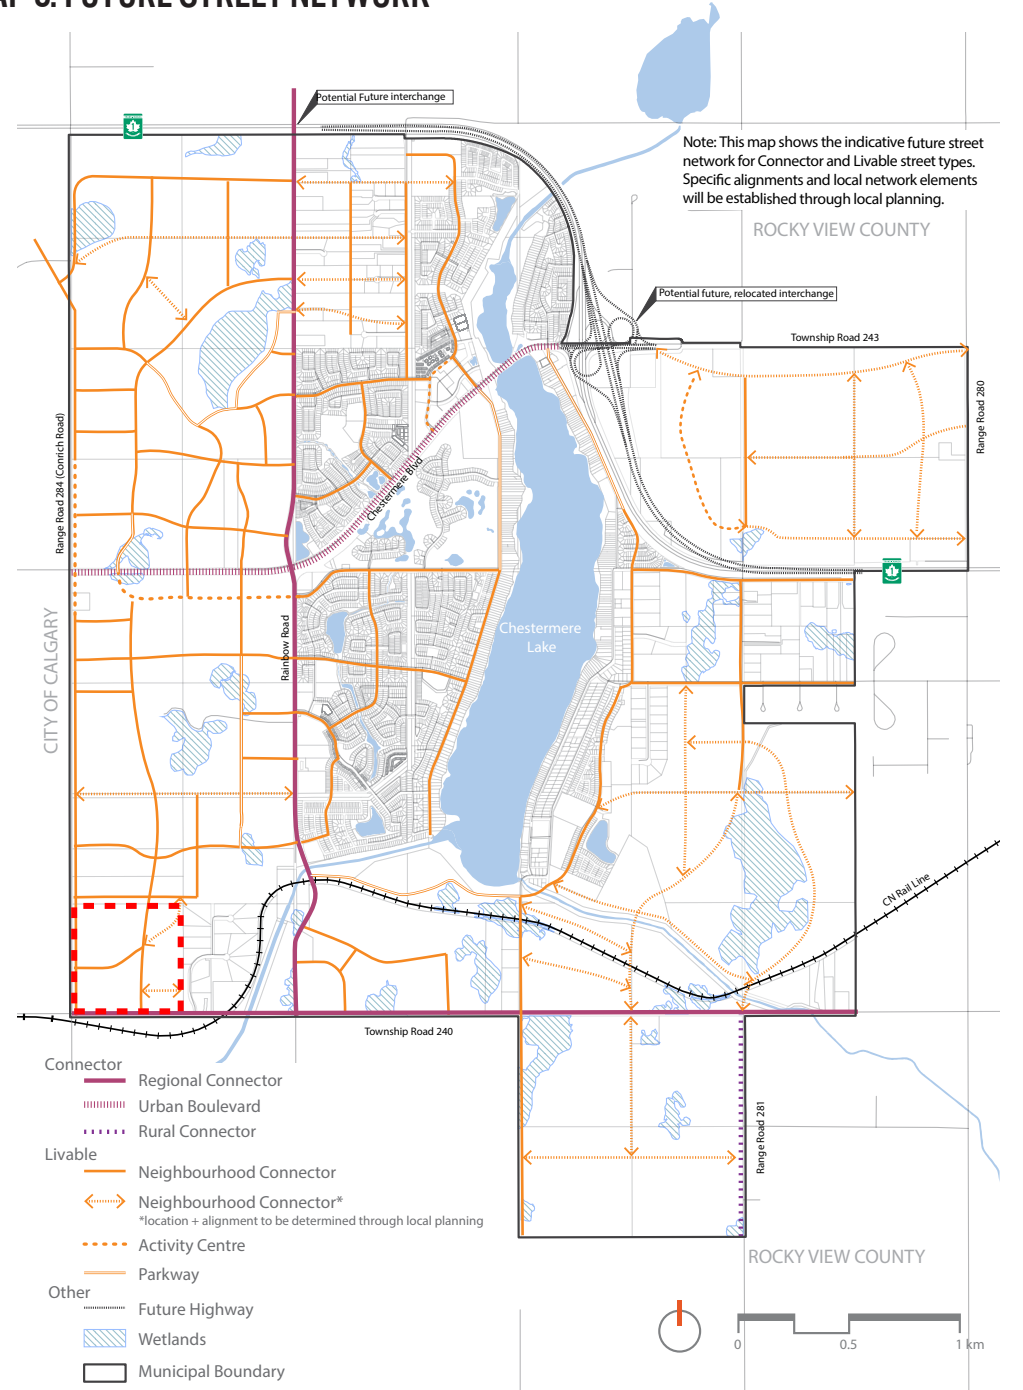 FUTURE STREET NETWORK
Potential Future interchange
1
Note: This map shows the indicative future street
network for Connector and Livable street types.
Specific alignments and local network elements
will be established through local planning.
ROCKY VIEW COUNTY
Potential future, relocated interchange
Township Road 243
Range Road 280
Range Road 284 (Conrich Road)
Chestermere Blvd
1
CITY OF CALGARY
Rainbow Road
Chestermere
Lake
CN Rail Line
Township Road 240
Range Road 281
Connector
Regional Connector
Urban Boulevard
Rural Connector
Livable
Neighbourhood Connector
Neighbourhood Connector*
*location + alignment to be determined through local planning
Activity Centre
Parkway
Other
Future Highway
Wetlands
Municipal Boundary
ROCKY VIEW COUNTY
0 0.5 1 km